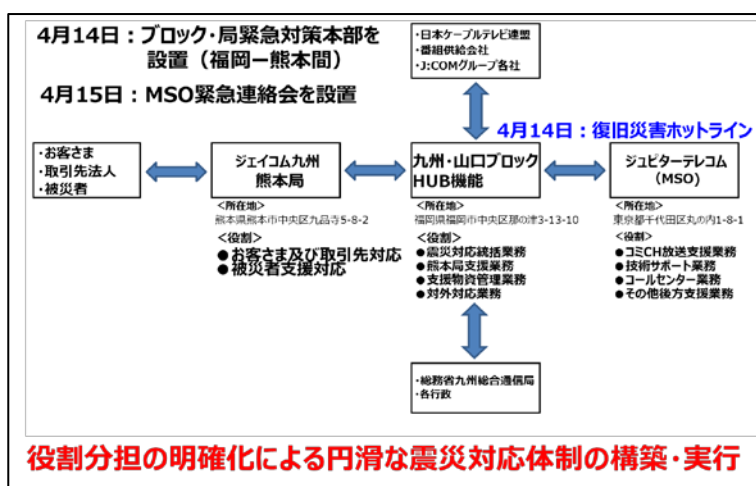 4月14日：ブロック・局緊急対策本部を
設置（福岡ー熊本間）
4月15日：MSO緊急連絡会を設置
・日本ケーブルテレビ連盟
・番組供給会社
・J:COMグループ各社
4月14日：復旧災害ホットライン
・お客さま
・取引先法人
・被災者
ジェイコム九州
熊本局
九州・山口ブロック
HUB機能
ジュピターテレコム
（MSO）
＜所在地＞
熊本県熊本市中央区九品寺5-8-2
＜役割＞
●お客さま及び取引先対応
●被災者支援対応
＜所在地＞
福岡県福岡市中央区那の津3-13-10
＜役割＞
●震災対応統括業務
●熊本局支援業務
●支援物資管理業務
●対外対応業務
＜所在地＞
東京都千代田区丸の内1-8-1
＜役割＞
●コミCH放送支援業務
●技術サポート業務
●コールセンター業務
●その他後方支援業務
・総務省九州総合通信局
・各行政
役割分担の明確化による円滑な震災対応体制の構築・実行